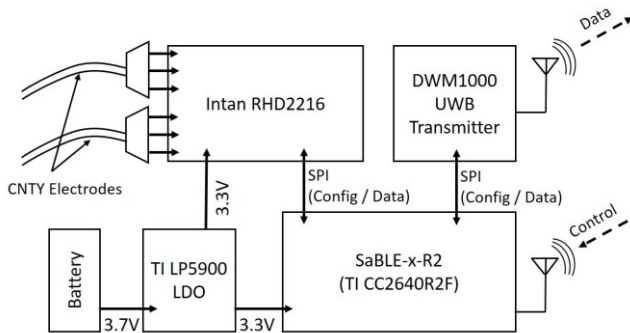 Data
DWM1000
UWB
Transmitter
Intan RHD2216
CNTY Electrodes
3.3V
SPI
(Config / Data)
SPI
(Config / Data)
Control
Battery
TI LP5900
LDO
SaBLE-x-R2
(TI CC2640R2F)
3.7V
3.3V